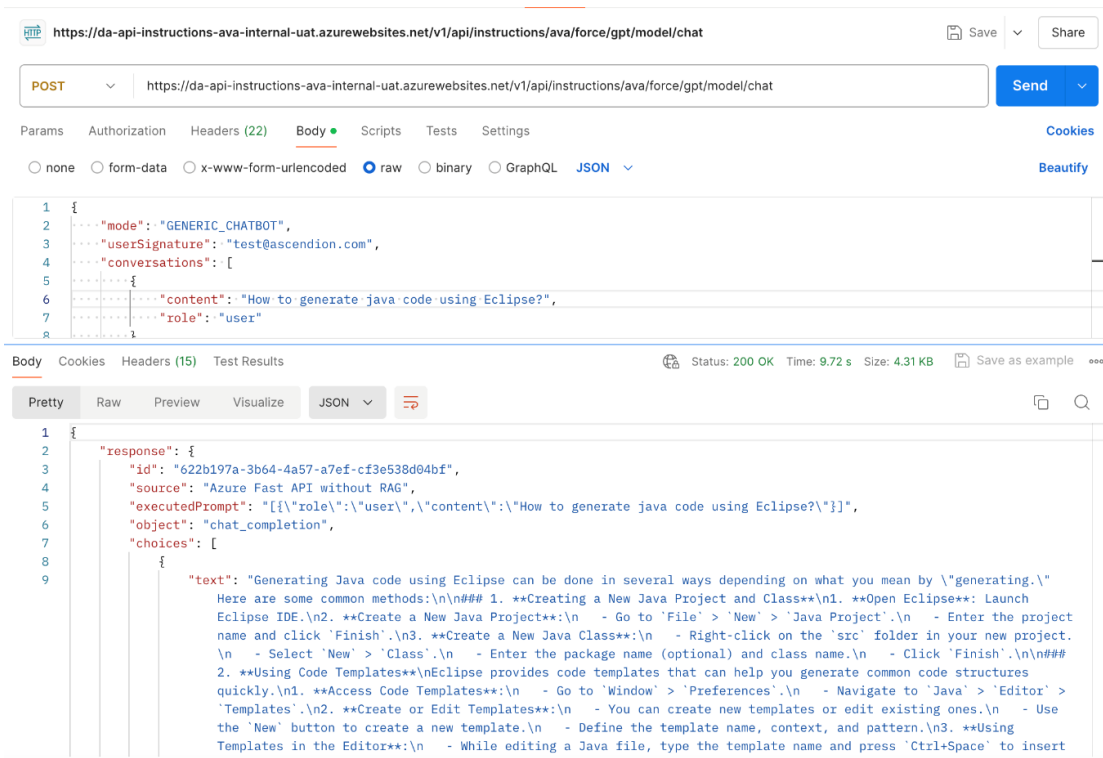 HTTP https://da-api-instructions-ava-internal-uat.azurewebsites.net/v1/api/instructions/ava/force/gpt/model/chat Save Share
POST https://da-api-instructions-ava-internal-uat.azurewebsites.net/v1/api/instructions/ava/force/gpt/model/chat Send
Params Authorization Headers (22) Body Scripts Tests Settings Cookies
none form-data x-www-form-urlencoded raw binary GraphQL JSON Beautify
1 {
2 "mode": "GENERIC_CHATBOT",
3 "userSignature": "test@ascendion.com",
4 "conversations": [
5 {
6 "content": "How to generate java code using Eclipse?",
7 "role": "user"
8 }
Body Cookies Headers (15) Test Results Status: 200 OK Time: 9.72 s Size: 4.31 KB Save as example
Pretty Raw Preview Visualize JSON
1 {
2 "response": {
3 "id": "622b197a-3b64-4a57-a7ef-cf3e538d04bf",
4 "source": "Azure Fast API without RAG",
5 "executedPrompt": "[{\"role\":\"user\",\"content\":\"How to generate java code using Eclipse?\"}]",
6 "object": "chat_completion",
7 "choices": [
8 {
9 "text": "Generating Java code using Eclipse can be done in several ways depending on what you mean by \"generating.\"
Here are some common methods:\n\n### 1. **Creating a New Java Project and Class**\n1. **Open Eclipse**: Launch
Eclipse IDE.\n2. **Create a New Java Project**:\n   - Go to `File` > `New` > `Java Project`.\n   - Enter the project
name and click `Finish`.\n3. **Create a New Java Class**:\n   - Right-click on the `src` folder in your new project.
\n   - Select `New` > `Class`.\n   - Enter the package name (optional) and class name.\n   - Click `Finish`.\n\n###
2. **Using Code Templates**\nEclipse provides code templates that can help you generate common code structures
quickly.\n1. **Access Code Templates**:\n   - Go to `Window` > `Preferences`.\n   - Navigate to `Java` > `Editor` >
`Templates`.\n2. **Create or Edit Templates**:\n   - You can create new templates or edit existing ones.\n   - Use
the `New` button to create a new template.\n   - Define the template name, context, and pattern.\n3. **Using
Templates in the Editor**:\n   - While editing a Java file, type the template name and press `Ctrl+Space` to insert